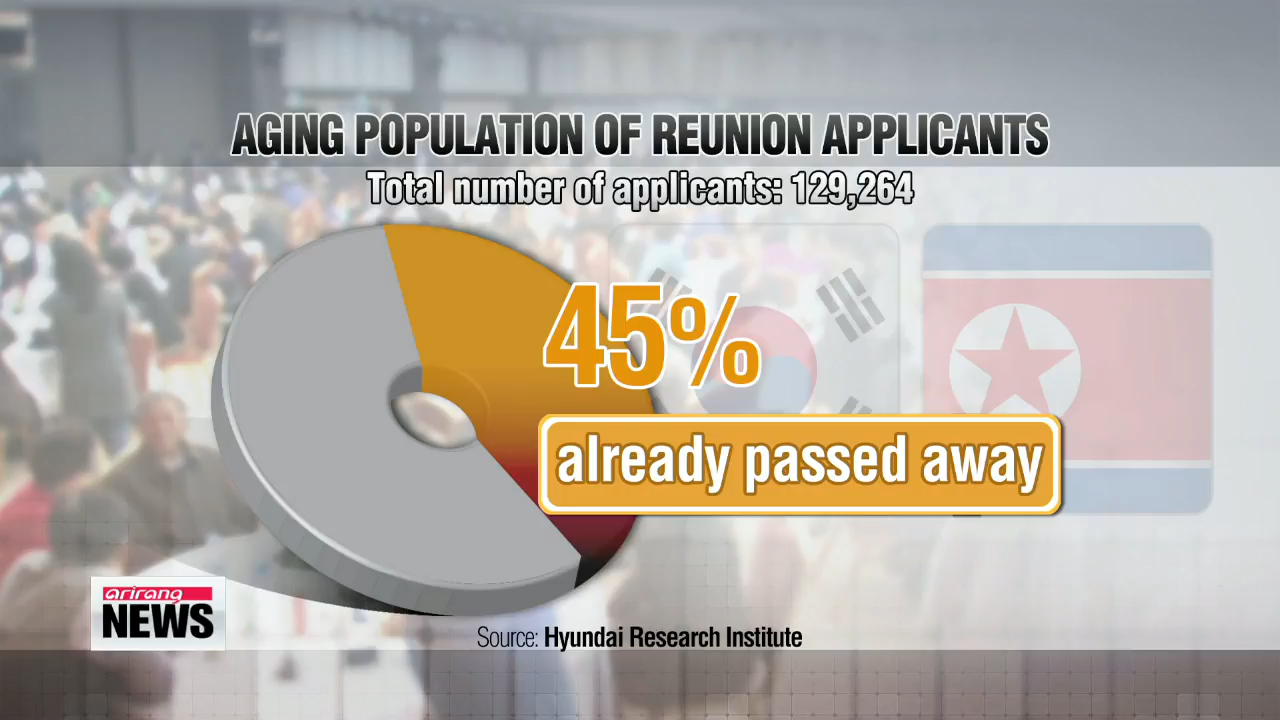 AGING POPULATION OF REUNION APPLICANTS
Total number of applicants: 129,264
45%
already passed away
arirang
NEWS
Source: Hyundai Research Institute